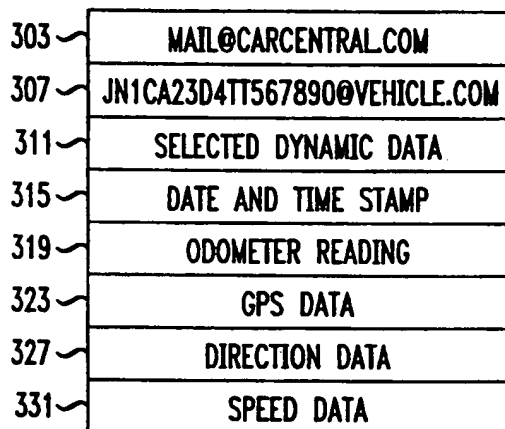 303 MAIL@CARCENTRAL.COM
307 JN1CA23D4TT567890@VEHICLE.COM
311 SELECTED DYNAMIC DATA
315 DATE AND TIME STAMP
319 ODOMETER READING
323 GPS DATA
327 DIRECTION DATA
331 SPEED DATA